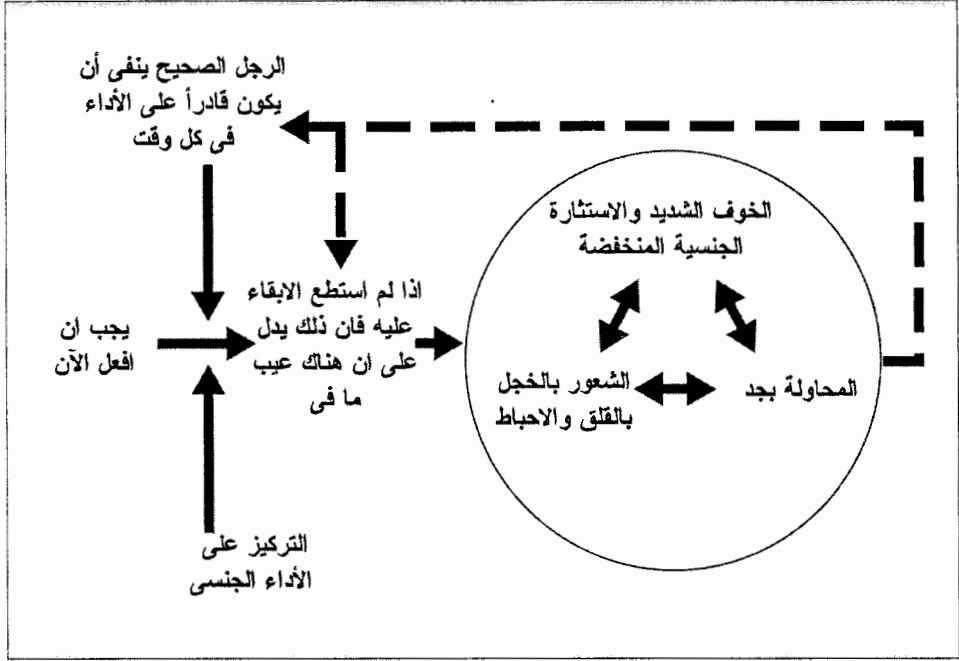 الرجل الصحيح ينفى أن
يكون قادراً على الأداء
فى كل وقت
الخوف الشديد والاستثارة
الجنسية المنخفضة
اذا لم استطع الابقاء
عليه فان ذلك يدل
على ان هناك عيب
ما فى
يجب ان
افعل الآن
المحاولة بجد
الشعور بالخجل
بالقلق والاحباط
التركيز على
الأداء الجنسى